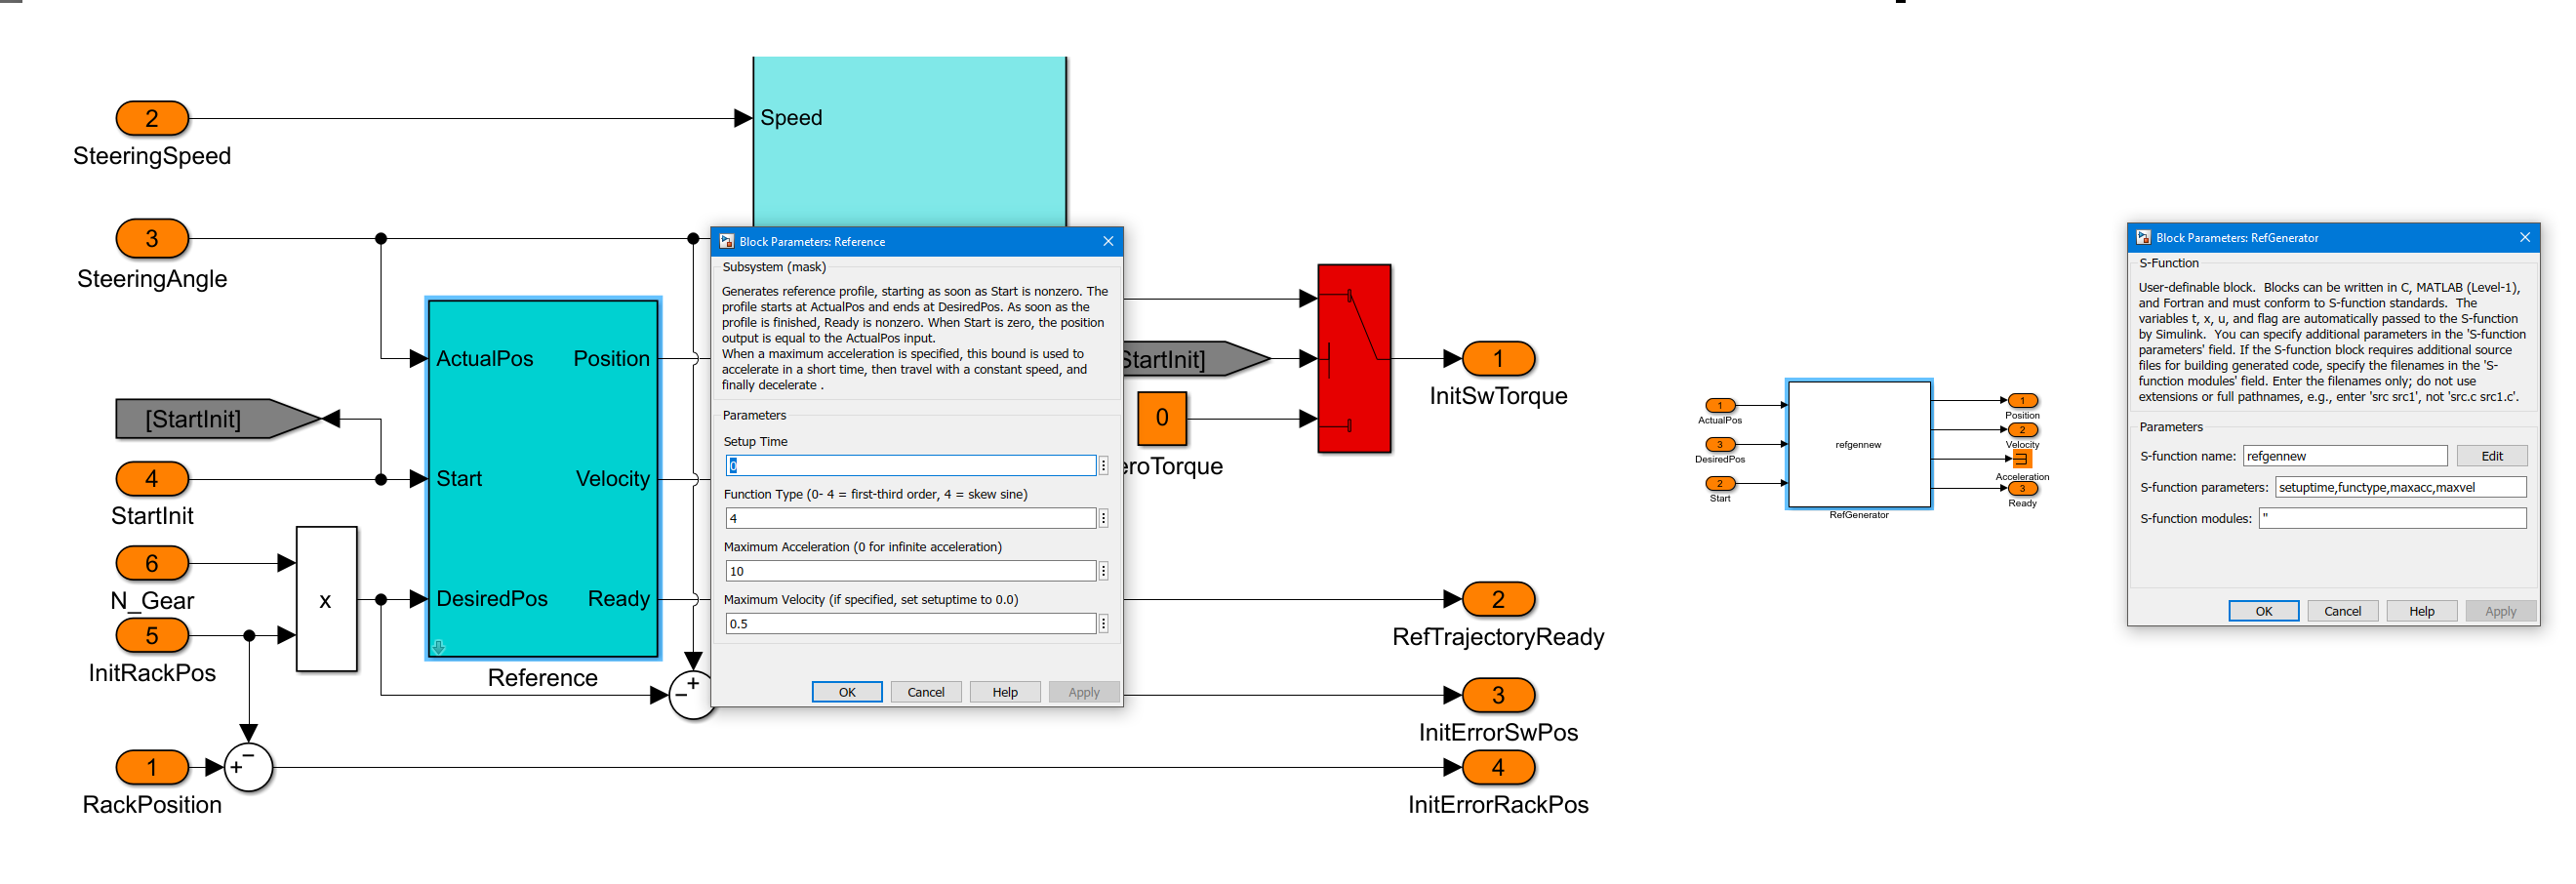 2
SteeringSpeed
Speed
3
SteeringAngle
ActualPos
Position
[StartInit]
4
StartInit
Start
Velocity
6
N_Gear
x
5
InitRackPos
DesiredPos
Ready
Reference
+
−
1
RackPosition
−
+
Block Parameters: Reference
Subsystem (mask)
Generates reference profile, starting as soon as Start is nonzero. The
profile starts at ActualPos and ends at DesiredPos. As soon as the
profile is finished, Ready is nonzero. When Start is zero, the position
output is equal to the ActualPos input.
When a maximum acceleration is specified, this bound is used to
accelerate in a short time, then travel with a constant speed, and
finally decelerate .
Parameters
Setup Time
0
Function Type (0- 4 = first-third order, 4 = skew sine)
4
Maximum Acceleration (0 for infinite acceleration)
10
Maximum Velocity (if specified, set setuptime to 0.0)
0.5
OK Cancel Help Apply
StartInit]
0
eroTorque
1
InitSwTorque
2
RefTrajectoryReady
3
InitErrorSwPos
4
InitErrorRackPos
1
ActualPos
3
DesiredPos
2
Start
refgennew
RefGenerator
1
Position
2
Velocity
Acceleration
3
Ready
Block Parameters: RefGenerator
S-Function
User-definable block.  Blocks can be written in C, MATLAB (Level-1),
and Fortran and must conform to S-function standards.  The
variables t, x, u, and flag are automatically passed to the S-function
by Simulink.  You can specify additional parameters in the 'S-function
parameters' field. If the S-function block requires additional source
files for building generated code, specify the filenames in the 'S-
function modules' field. Enter the filenames only; do not use
extensions or full pathnames, e.g., enter 'src src1', not 'src.c src1.c'.
Parameters
S-function name: refgennew Edit
S-function parameters: setuptime,functype,maxacc,maxvel
S-function modules: ''
OK Cancel Help Apply